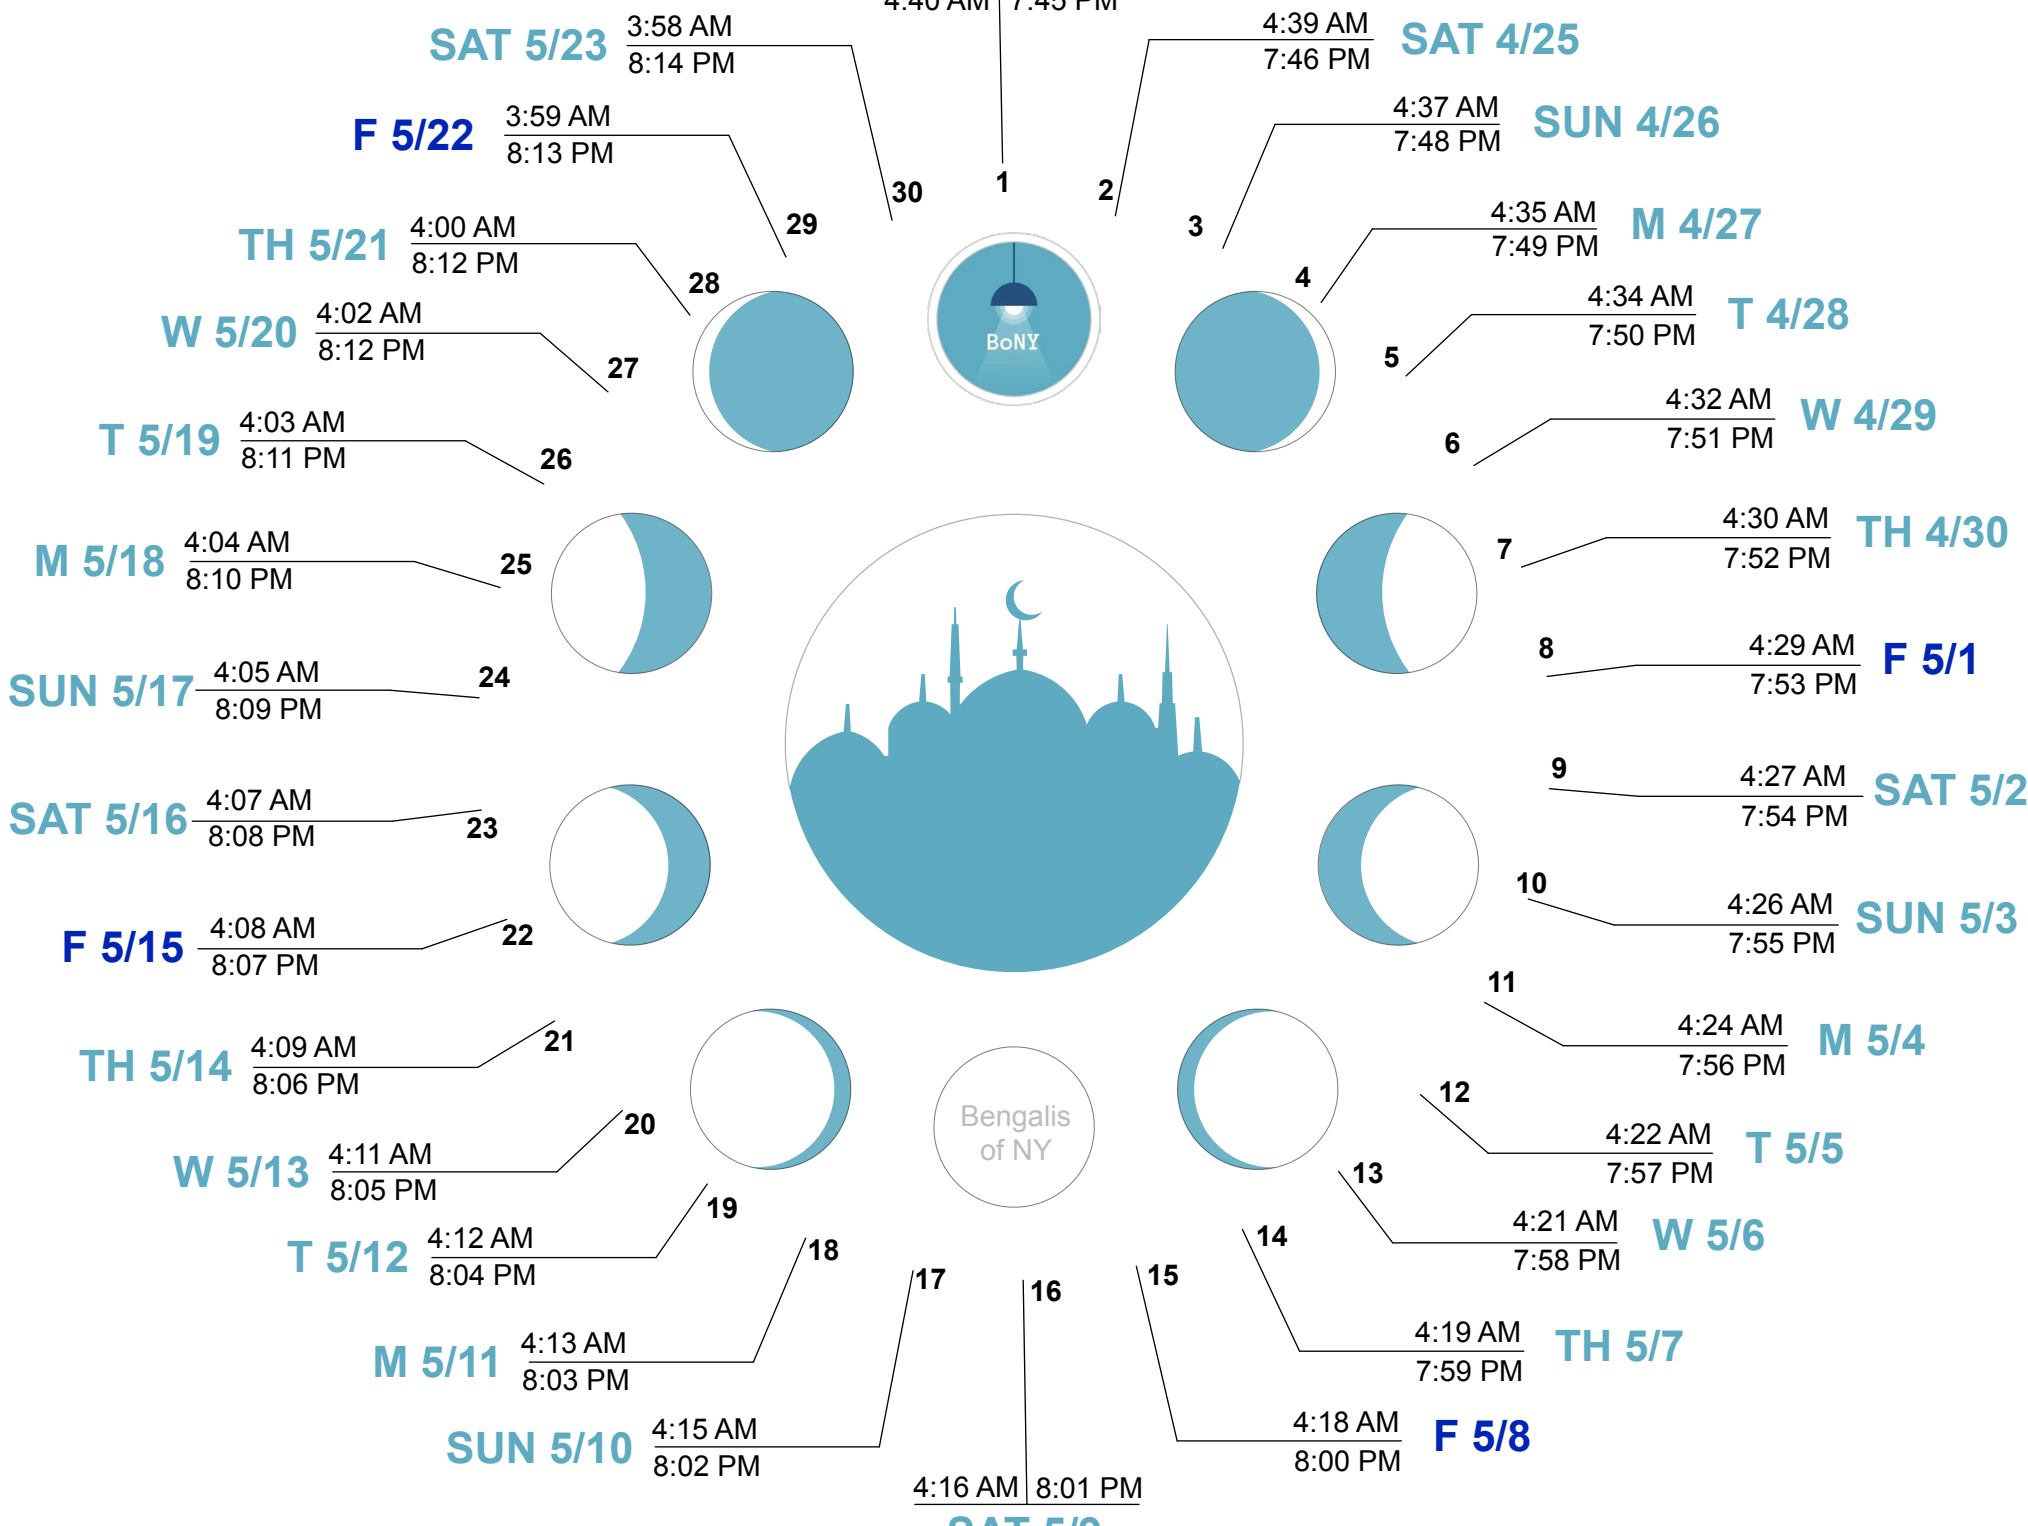 4:40 AM 7:45 PM
1
2
4:39 AM
7:46 PM
SAT 4/25
3
4:37 AM
7:48 PM
SUN 4/26
4
4:35 AM
7:49 PM
M 4/27
5
4:34 AM
7:50 PM
T 4/28
6
4:32 AM
7:51 PM
W 4/29
7
4:30 AM
7:52 PM
TH 4/30
8
4:29 AM
7:53 PM
F 5/1
9
4:27 AM
7:54 PM
SAT 5/2
10
4:26 AM
7:55 PM
SUN 5/3
11
4:24 AM
7:56 PM
M 5/4
12
4:22 AM
7:57 PM
T 5/5
13
4:21 AM
7:58 PM
W 5/6
14
4:19 AM
7:59 PM
TH 5/7
15
4:18 AM
8:00 PM
F 5/8
16
4:16 AM 8:01 PM
SAT 5/9
17
4:15 AM
8:02 PM
SUN 5/10
18
4:13 AM
8:03 PM
M 5/11
19
4:12 AM
8:04 PM
T 5/12
20
4:11 AM
8:05 PM
W 5/13
21
4:09 AM
8:06 PM
TH 5/14
22
4:08 AM
8:07 PM
F 5/15
23
4:07 AM
8:08 PM
SAT 5/16
24
4:05 AM
8:09 PM
SUN 5/17
25
4:04 AM
8:10 PM
M 5/18
26
4:03 AM
8:11 PM
T 5/19
27
4:02 AM
8:12 PM
W 5/20
28
4:00 AM
8:12 PM
TH 5/21
29
3:59 AM
8:13 PM
F 5/22
30
3:58 AM
8:14 PM
SAT 5/23
BoNY
Bengalis
of NY